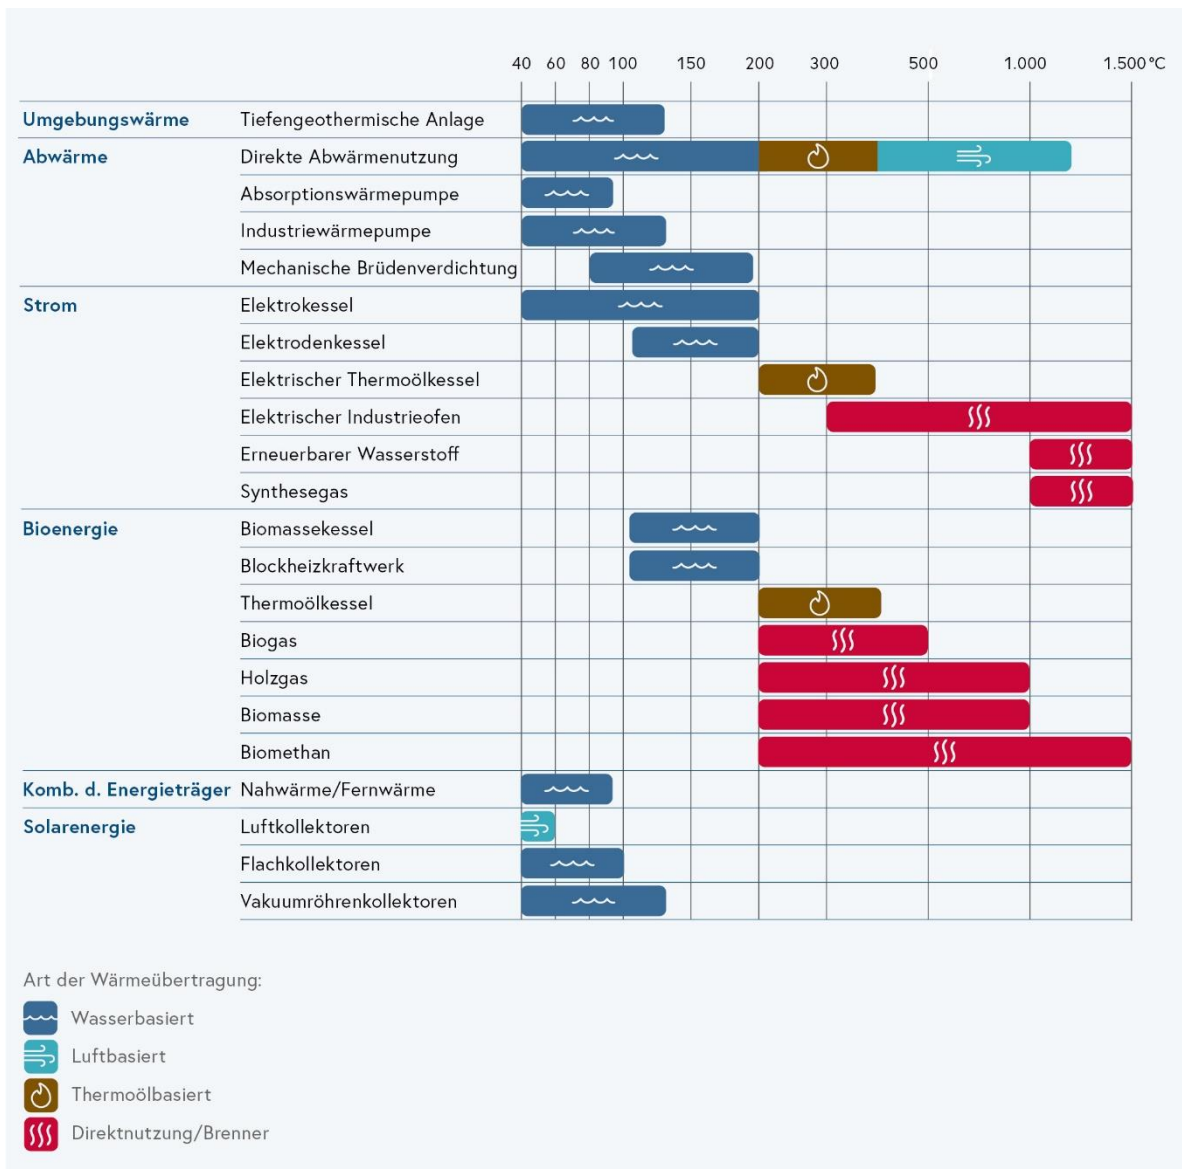 40 60 80 100 150 200 300 500 1.000 1.500 °C
Umgebungswärme Tiefengeothermische Anlage
Abwärme Direkte Abwärmenutzung
Absorptionswärmepumpe
Industriewärmepumpe
Mechanische Brüdenverdichtung
Strom Elektrokessel
Elektrodenkessel
Elektrischer Thermoölkessel
Elektrischer Industrieofen
Erneuerbarer Wasserstoff
Synthesegas
Bioenergie Biomassekessel
Blockheizkraftwerk
Thermoölkessel
Biogas
Holzgas
Biomasse
Biomethan
Komb. d. Energieträger Nahwärme/Fernwärme
Solarenergie Luftkollektoren
Flachkollektoren
Vakuumröhrenkollektoren
Art der Wärmeübertragung:
Wasserbasiert
Luftbasiert
Thermoölbasiert
Direktnutzung/Brenner